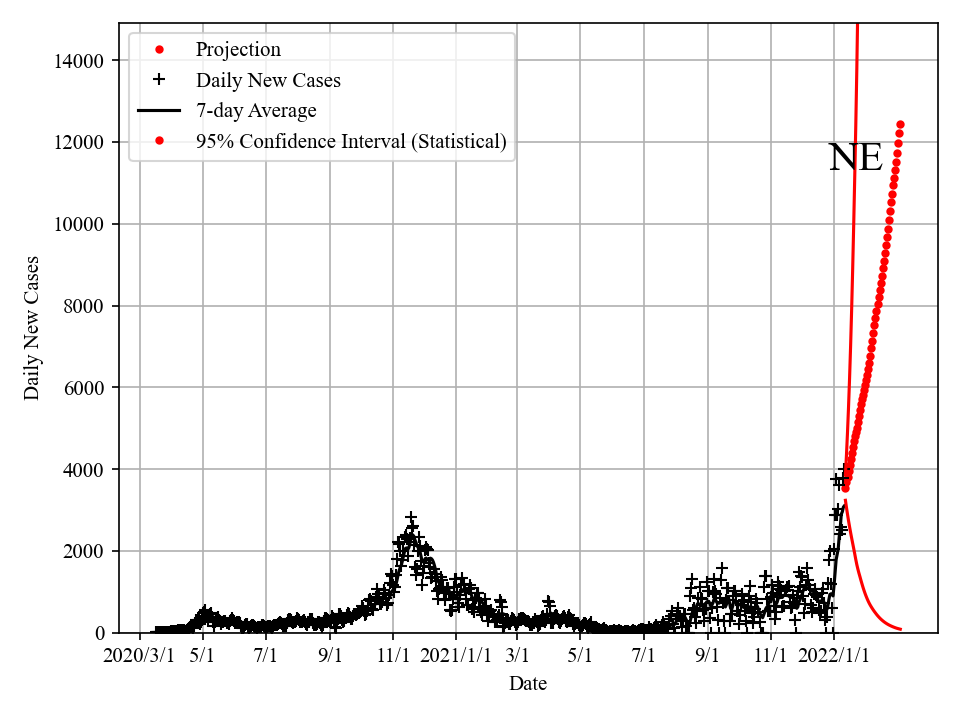 Projection
Daily New Cases
7-day Average
95% Confidence Interval (Statistical)
NE
14000
12000
10000
8000
6000
4000
2000
0
Daily New Cases
2020/3/1 5/1 7/1 9/1 11/1 2021/1/1 3/1 5/1 7/1 9/1 11/1 2022/1/1
Date